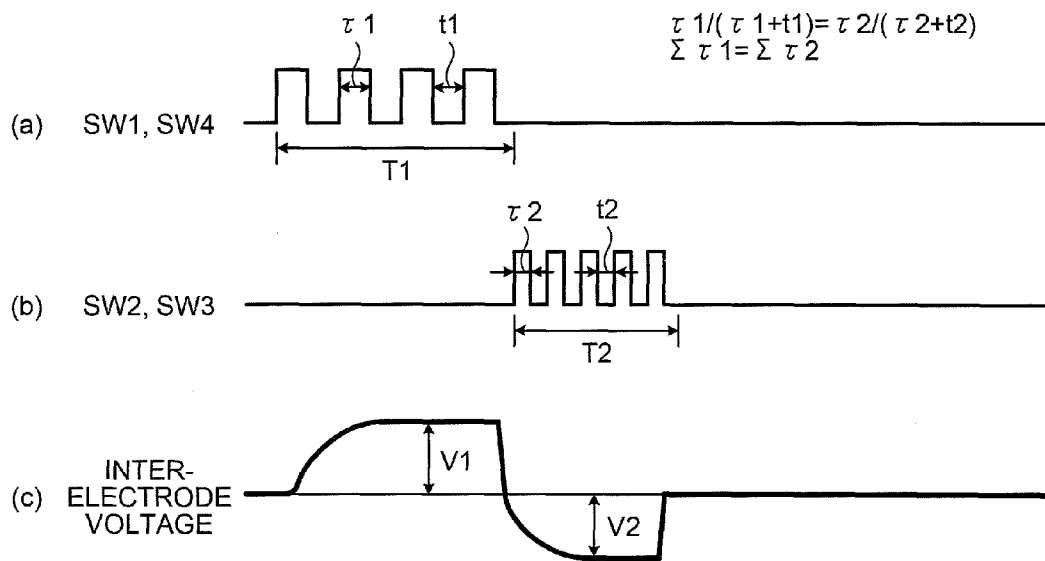 τ 1/( τ 1+t1)= τ 2/( τ 2+t2)
Σ τ 1= Σ τ 2
τ 1
t1
(a) SW1, SW4
T1
τ 2
t2
(b) SW2, SW3
T2
V1
(c) INTER-
ELECTRODE
VOLTAGE
V2